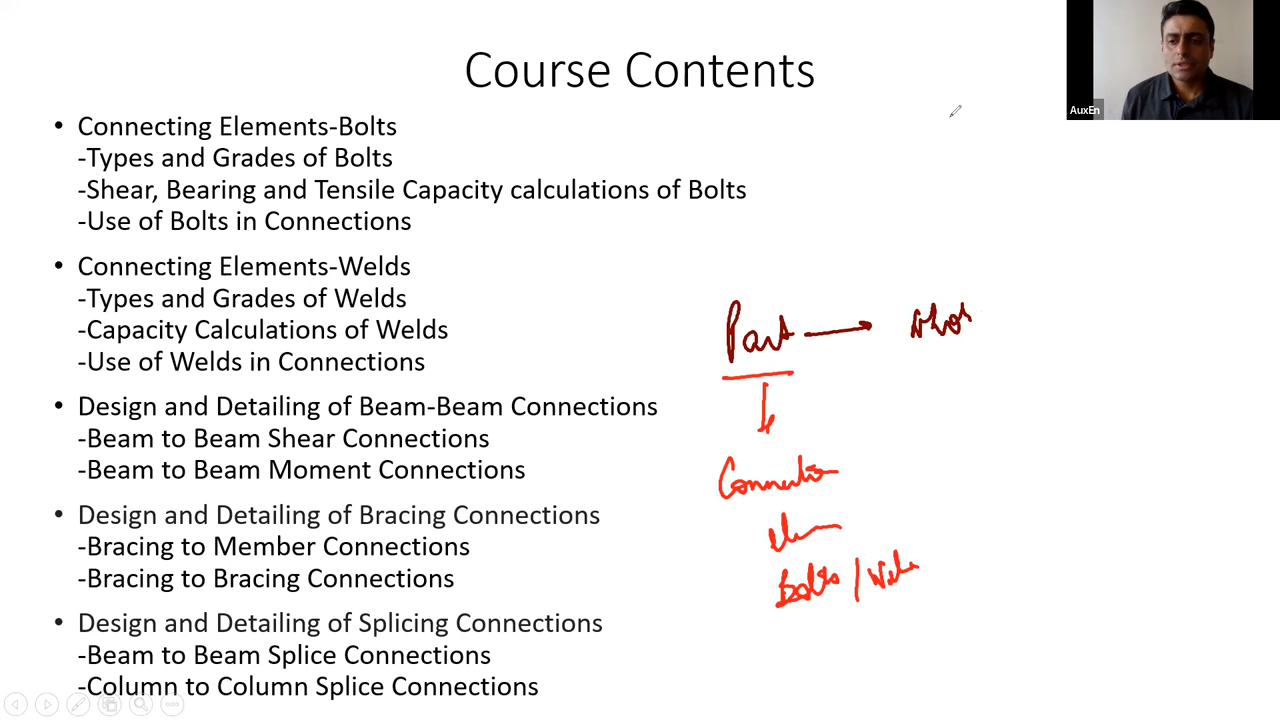 Course Contents
AuxEn
• Connecting Elements-Bolts
-Types and Grades of Bolts
-Shear, Bearing and Tensile Capacity calculations of Bolts
-Use of Bolts in Connections
• Connecting Elements-Welds
-Types and Grades of Welds
-Capacity Calculations of Welds
-Use of Welds in Connections
• Design and Detailing of Beam-Beam Connections
-Beam to Beam Shear Connections
-Beam to Beam Moment Connections
• Design and Detailing of Bracing Connections
-Bracing to Member Connections
-Bracing to Bracing Connections
• Design and Detailing of Splicing Connections
-Beam to Beam Splice Connections
-Column to Column Splice Connections
Part
Bolts /